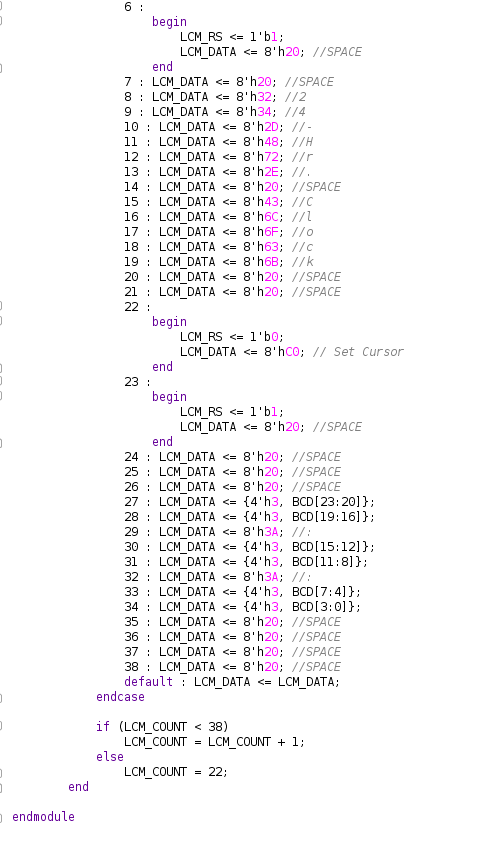 6 :
begin
LCM_RS <= 1'b1;
LCM_DATA <= 8'h20; //SPACE
end
7 : LCM_DATA <= 8'h20; //SPACE
8 : LCM_DATA <= 8'h32; //2
9 : LCM_DATA <= 8'h34; //4
10 : LCM_DATA <= 8'h2D; //-
11 : LCM_DATA <= 8'h48; //H
12 : LCM_DATA <= 8'h72; //r
13 : LCM_DATA <= 8'h2E; //.
14 : LCM_DATA <= 8'h20; //SPACE
15 : LCM_DATA <= 8'h43; //C
16 : LCM_DATA <= 8'h6C; //l
17 : LCM_DATA <= 8'h6F; //o
18 : LCM_DATA <= 8'h63; //c
19 : LCM_DATA <= 8'h6B; //k
20 : LCM_DATA <= 8'h20; //SPACE
21 : LCM_DATA <= 8'h20; //SPACE
22 :
begin
LCM_RS <= 1'b0;
LCM_DATA <= 8'hC0; // Set Cursor
end
23 :
begin
LCM_RS <= 1'b1;
LCM_DATA <= 8'h20; //SPACE
end
24 : LCM_DATA <= 8'h20; //SPACE
25 : LCM_DATA <= 8'h20; //SPACE
26 : LCM_DATA <= 8'h20; //SPACE
27 : LCM_DATA <= {4'h3, BCD[23:20]};
28 : LCM_DATA <= {4'h3, BCD[19:16]};
29 : LCM_DATA <= 8'h3A; //:
30 : LCM_DATA <= {4'h3, BCD[15:12]};
31 : LCM_DATA <= {4'h3, BCD[11:8]};
32 : LCM_DATA <= 8'h3A; //:
33 : LCM_DATA <= {4'h3, BCD[7:4]};
34 : LCM_DATA <= {4'h3, BCD[3:0]};
35 : LCM_DATA <= 8'h20; //SPACE
36 : LCM_DATA <= 8'h20; //SPACE
37 : LCM_DATA <= 8'h20; //SPACE
38 : LCM_DATA <= 8'h20; //SPACE
default : LCM_DATA <= LCM_DATA;
endcase
if (LCM_COUNT < 38)
LCM_COUNT = LCM_COUNT + 1;
else
LCM_COUNT = 22;
end
endmodule